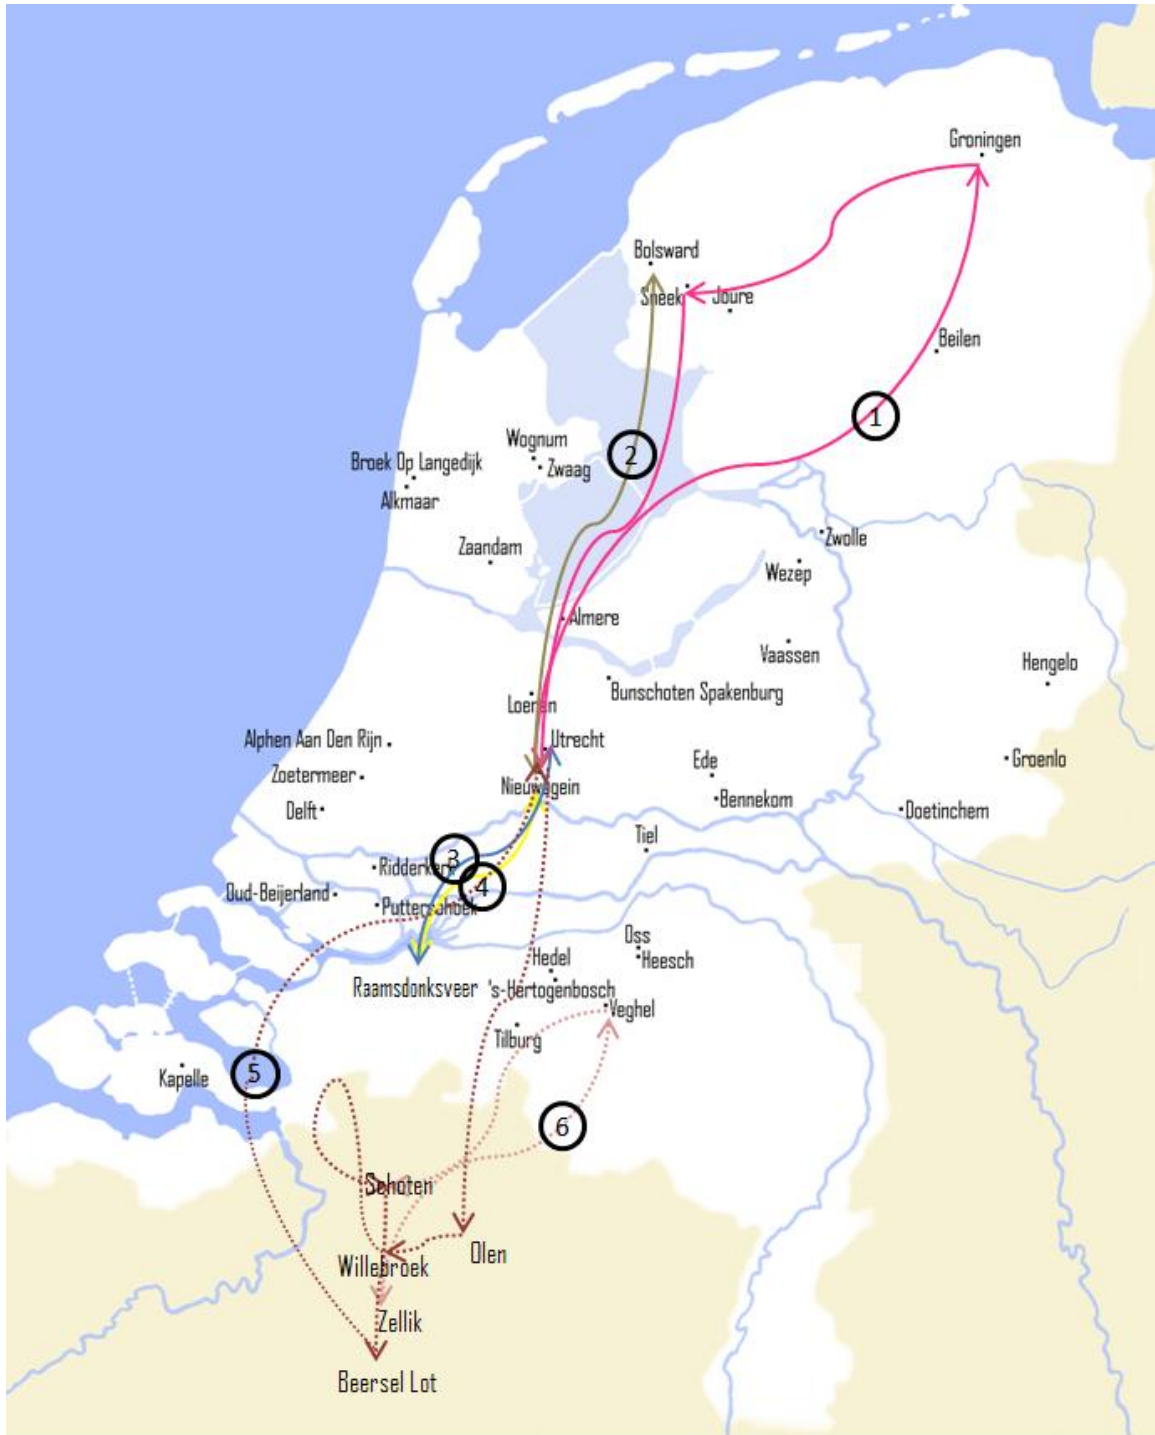 Groningen
Bolsward
Sneek
Joure
Beilen
1
2
Wognum
Zwaag
Broek Op Langedijk
Alkmaar
Zaandam
Zwolle
Wezep
Almere
Vaassen
Hengelo
Bunschoten Spakenburg
Loenen
Utrecht
Alphen Aan Den Rijn
Zoetermeer
Delft
Nieuwegein
Ede
Bennekom
Groenlo
Doetinchem
Tiel
3
Ridderkerk
4
Oud-Beijerland
Puttershoek
Oss
Heesch
Hedel
Raamsdonksveer
's-Hertogenbosch
Veghel
Tilburg
Kapelle
5
6
Schoten
Olen
Willebroek
Zellik
Beersel Lot